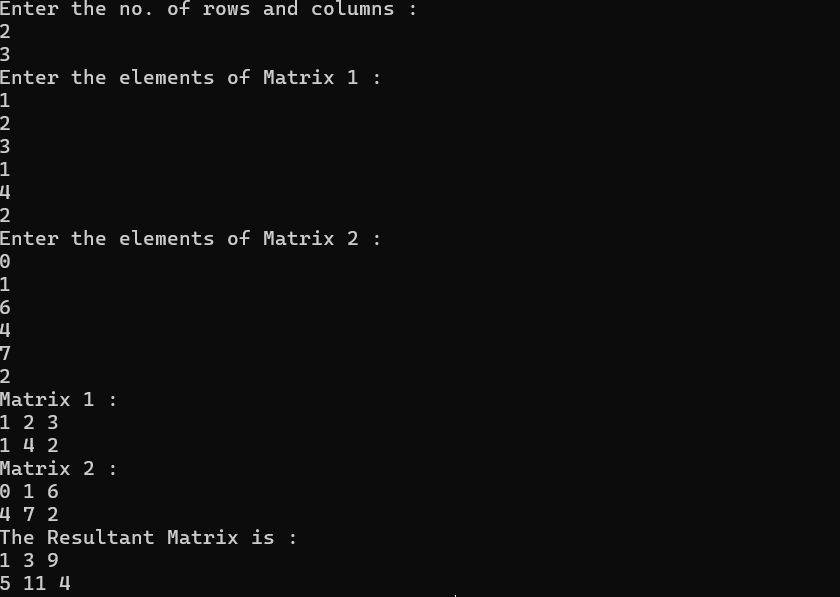 Enter the no. of rows and columns :
2
3
Enter the elements of Matrix 1 :
1
2
3
1
4
2
Enter the elements of Matrix 2 :
0
1
6
4
7
2
Matrix 1 :
1 2 3
1 4 2
Matrix 2 :
0 1 6
4 7 2
The Resultant Matrix is :
1 3 9
5 11 4